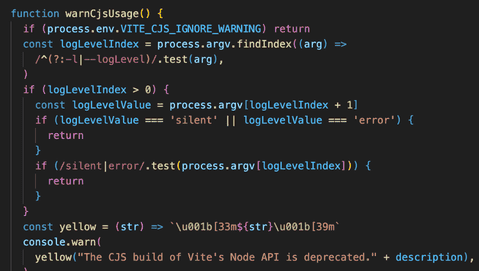 function warnCjsUsage() {
  if (process.env.VITE_CJS_IGNORE_WARNING) return
  const logLevelIndex = process.argv.findIndex((arg) =>
    /^(?:-l|--logLevel)/.test(arg),
  )
  if (logLevelIndex > 0) {
    const logLevelValue = process.argv[logLevelIndex + 1]
    if (logLevelValue === 'silent' || logLevelValue === 'error') {
      return
    }
    if (/silent|error/.test(process.argv[logLevelIndex])) {
      return
    }
  }
  const yellow = (str) => `\u001b[33m${str}\u001b[39m`
  console.warn(
    yellow("The CJS build of Vite's Node API is deprecated." + description),
  )